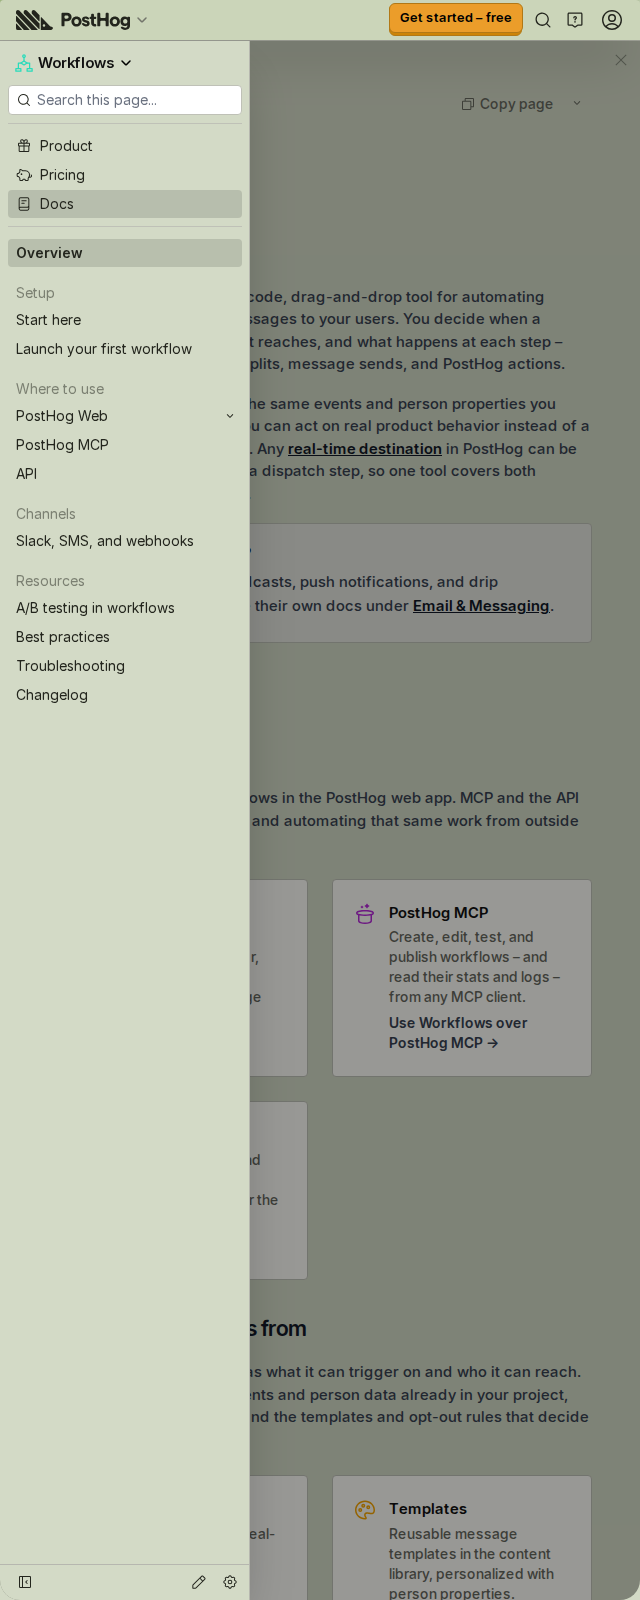 PostHog
Get started – free
Workflows
Search this page...
Product
Pricing
Docs
Overview
Setup
Start here
Launch your first workflow
Where to use
PostHog Web
PostHog MCP
API
Channels
Slack, SMS, and webhooks
Resources
A/B testing in workflows
Best practices
Troubleshooting
Changelog
Copy page
code, drag-and-drop tool for automating
to your users. You decide when a
reaches, and what happens at each step –
message sends, and PostHog actions.
the same events and person properties you
can act on real product behavior instead of a
. Any real-time destination in PostHog can be
a dispatch step, so one tool covers both
push notifications, and drip
their own docs under Email & Messaging.
in the PostHog web app. MCP and the API
and automating that same work from outside
PostHog MCP
Create, edit, test, and
publish workflows – and
read their stats and logs –
from any MCP client.
Use Workflows over
PostHog MCP →
the
from
what it can trigger on and who it can reach.
and person data already in your project,
the templates and opt-out rules that decide
Templates
Reusable message
templates in the content
library, personalized with
person properties.